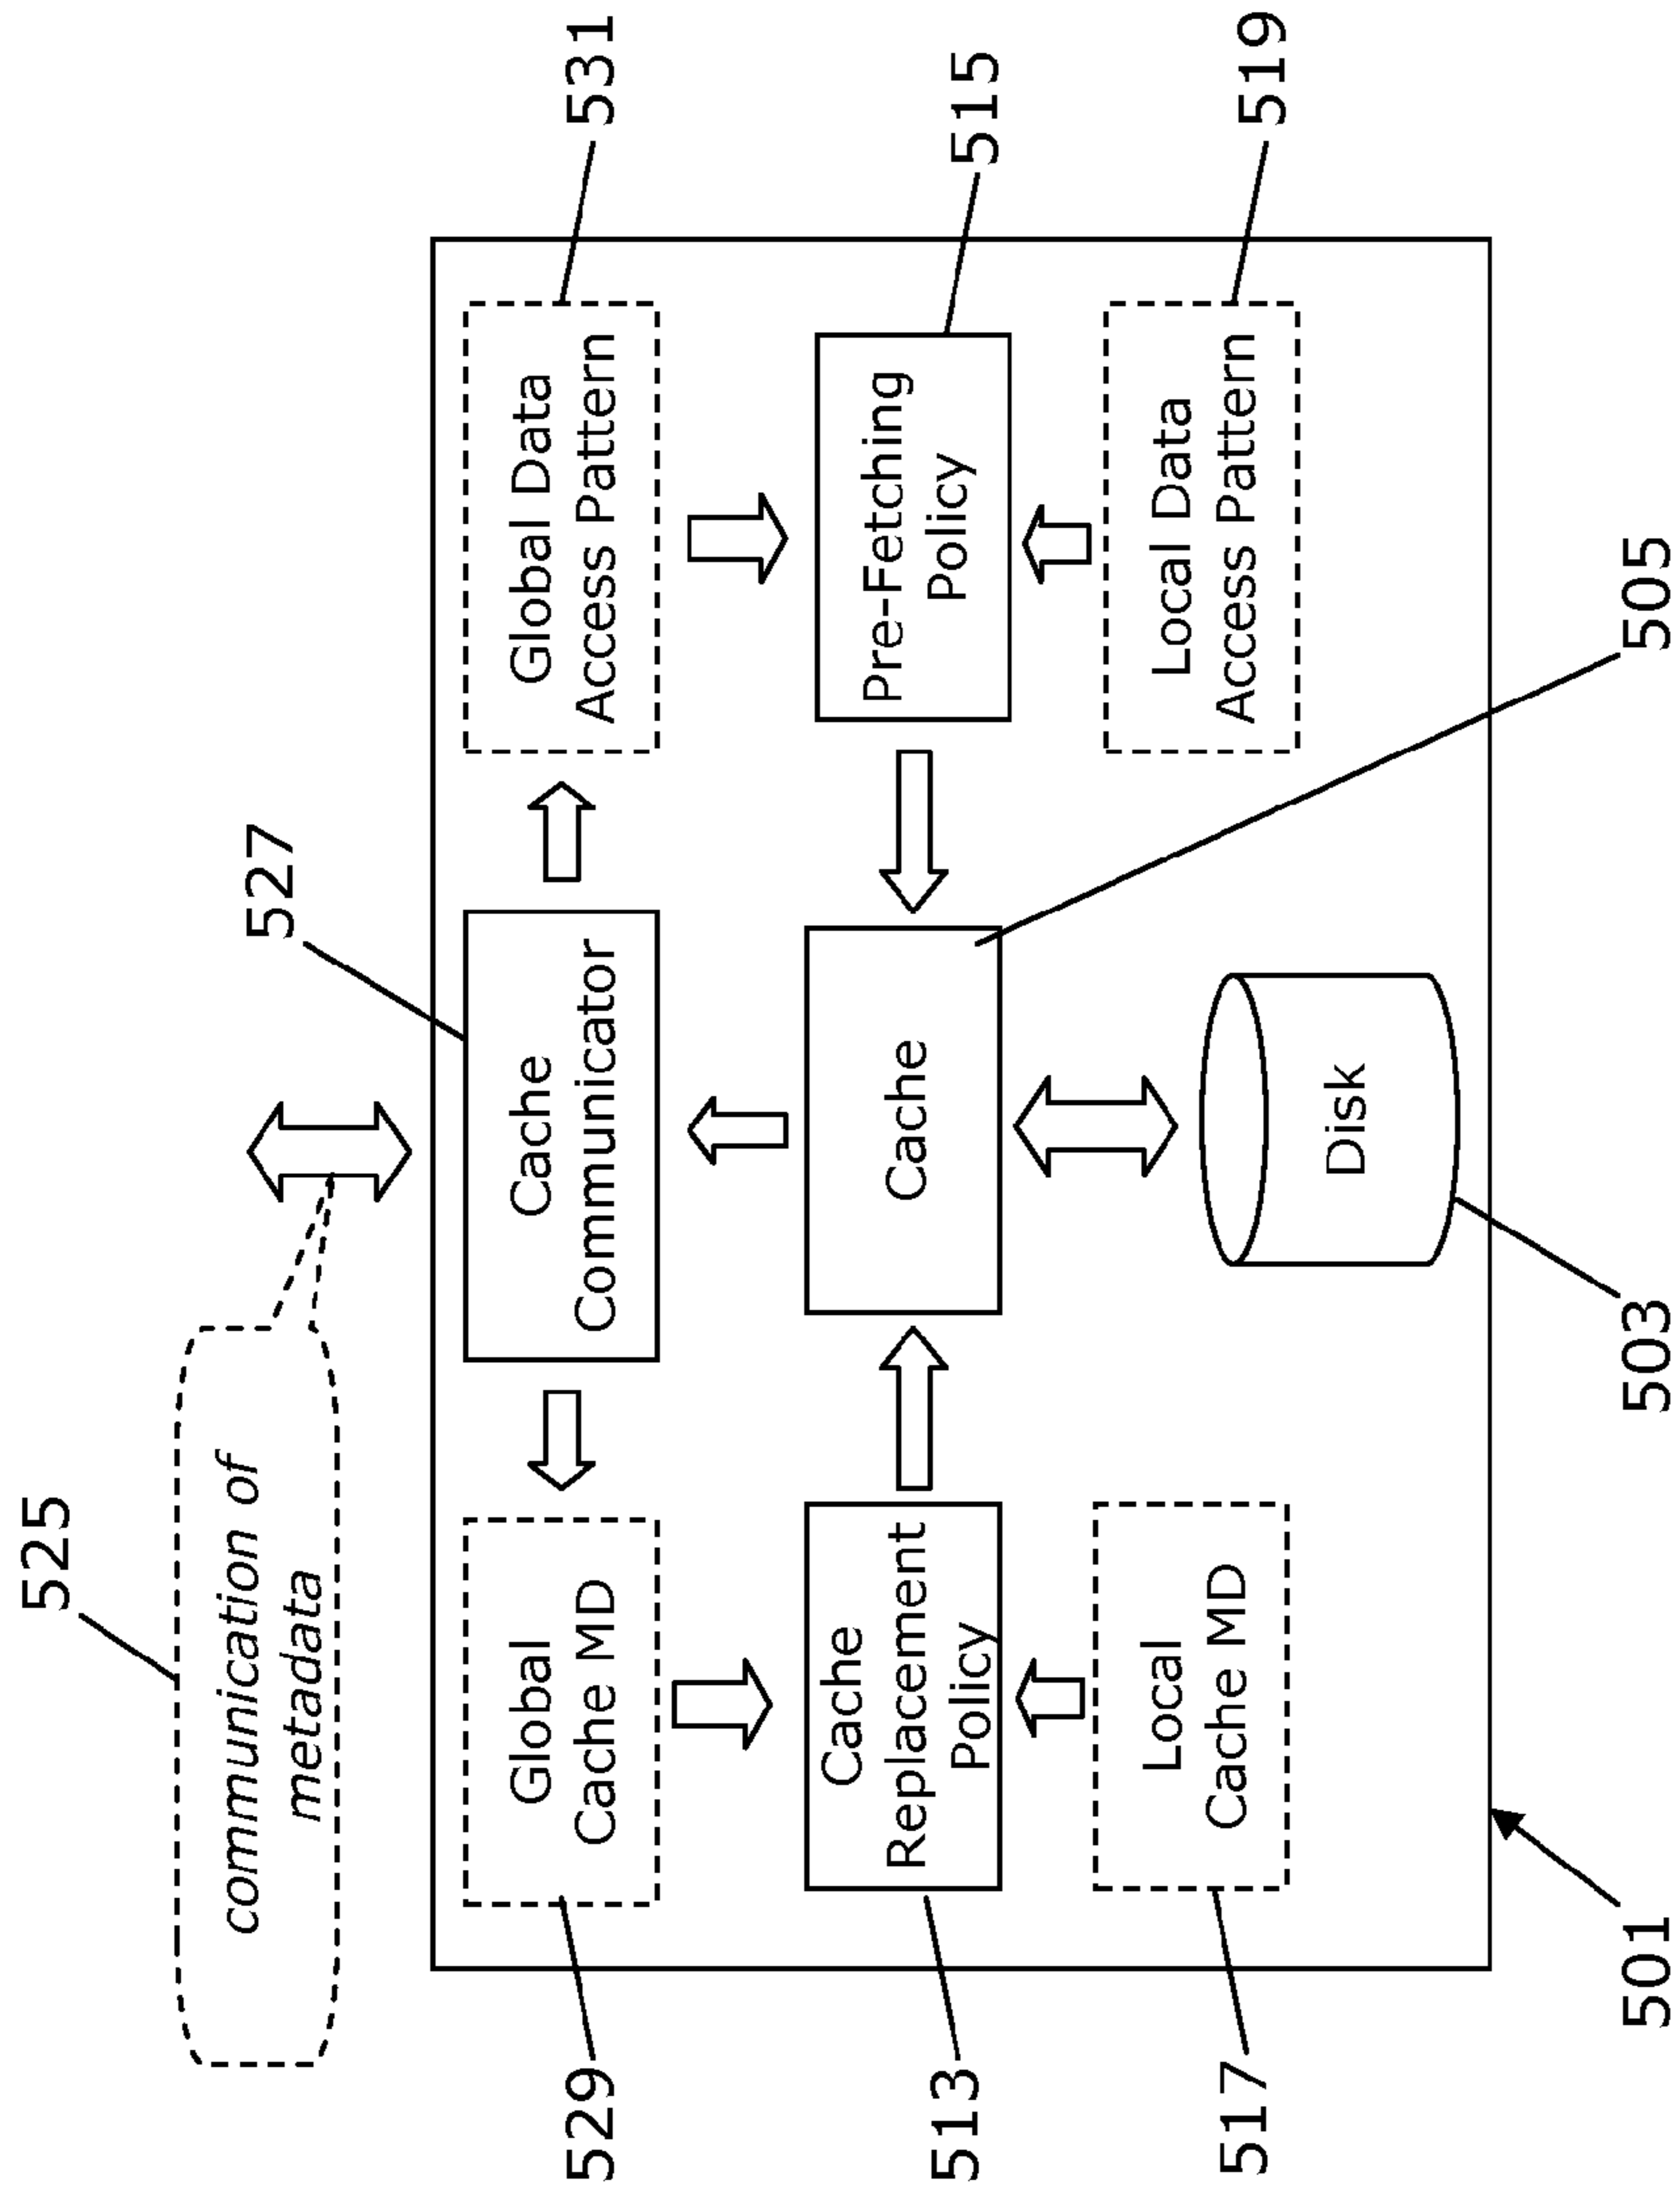 525
communication of
metadata
527
529
Global
Cache MD
Cache
Communicator
Global Data
Access Pattern
531
513
Cache
Replacement
Policy
Cache
Pre-Fetching
Policy
515
517
Local
Cache MD
Disk
Local Data
Access Pattern
519
501
503
505